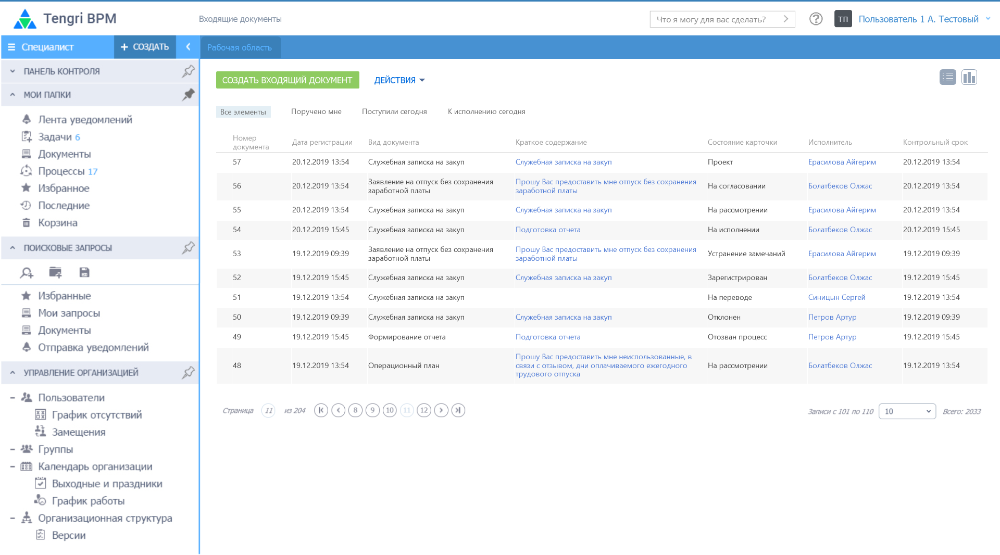 Tengri BPM
Входящие документы
Что я могу для вас сделать?
ТП
Пользователь 1 А. Тестовый
Специалист
+ СОЗДАТЬ
Рабочая область
ПАНЕЛЬ КОНТРОЛЯ
МОИ ПАПКИ
Лента уведомлений
Задачи 6
Документы
Процессы 17
Избранное
Последние
Корзина
ПОИСКОВЫЕ ЗАПРОСЫ
Избранные
Мои запросы
Документы
Отправка уведомлений
УПРАВЛЕНИЕ ОРГАНИЗАЦИЕЙ
Пользователи
График отсутствий
Замещения
Группы
Календарь организации
Выходные и праздники
График работы
Организационная структура
Версии
СОЗДАТЬ ВХОДЯЩИЙ ДОКУМЕНТ
ДЕЙСТВИЯ
Все элементы Поручено мне Поступили сегодня К исполнению сегодня
Номер
документа
Дата регистрации Вид документа Краткое содержание Состояние карточки Исполнитель Контрольный срок
57 20.12.2019 13:54 Служебная записка на закуп Служебная записка на закуп Проект Ерасилова Айгерим 20.12.2019 13:54
Заявление на отпуск без сохранения Прошу Вас предоставить мне отпуск без сохранения
56 20.12.2019 13:54 На согласовании Болатбеков Олжас 20.12.2019 13:54
заработной платы заработной платы
55 20.12.2019 13:54 Служебная записка на закуп Служебная записка на закуп На рассмотрении Ерасилова Айгерим 20.12.2019 13:54
54 20.12.2019 15:45 Служебная записка на закуп Подготовка отчета На исполнении Болатбеков Олжас 20.12.2019 15:45
Заявление на отпуск без сохранения Прошу Вас предоставить мне отпуск без сохранения
53 19.12.2019 09:39 Устранение замечаний Ерасилова Айгерим 19.12.2019 09:39
заработной платы заработной платы
52 19.12.2019 15:45 Служебная записка на закуп Служебная записка на закуп Зарегистрирован Болатбеков Олжас 19.12.2019 15:45
51 19.12.2019 13:54 Служебная записка на закуп На переводе Синицын Сергей 19.12.2019 13:54
50 19.12.2019 09:39 Служебная записка на закуп Служебная записка на закуп Отклонен Петров Артур 19.12.2019 09:39
49 19.12.2019 15:45 Формирование отчета Подготовка отчета Отозван процесс Петров Артур 19.12.2019 15:45
Прошу Вас предоставить мне неиспользованные, в
48 19.12.2019 13:54 Операционный план связи с отзывом, дни оплачиваемого ежегодного На рассмотрении Болатбеков Олжас 19.12.2019 13:54
трудового отпуска
Страница 11 из 204 8 9 10 11 12
Записи с 101 по 110 10 Всего: 2033